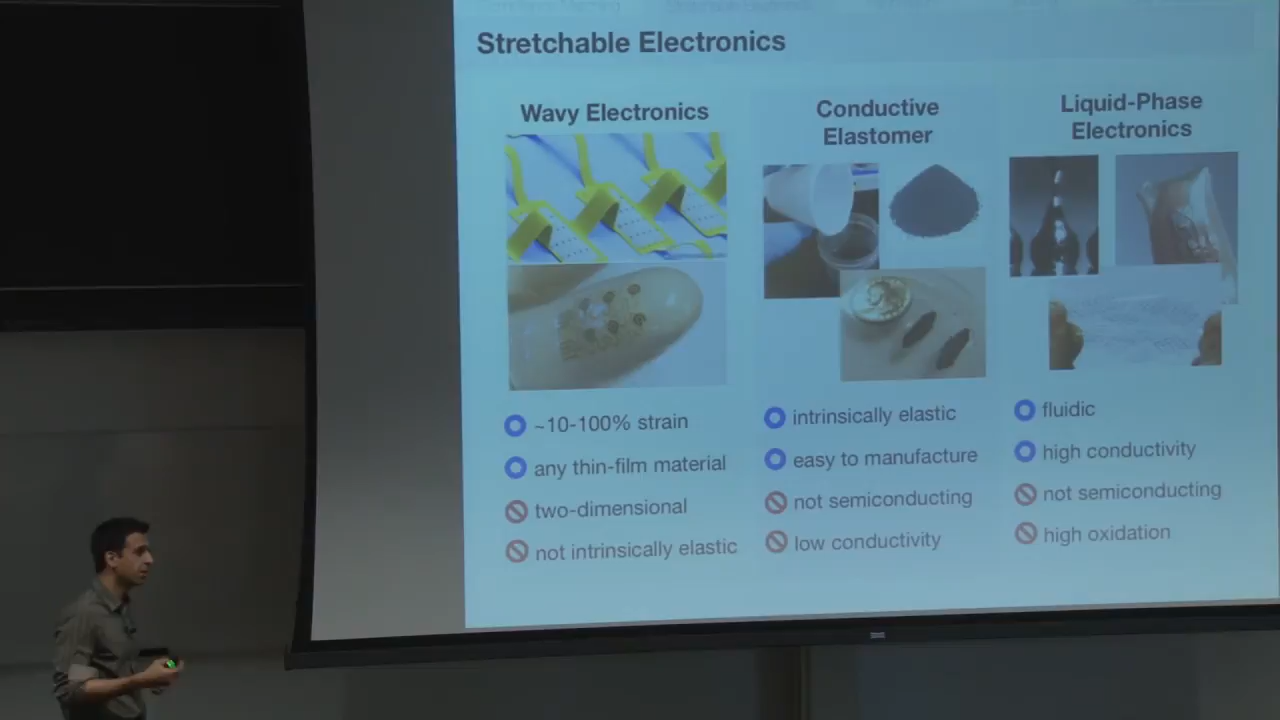 Stretchable Electronics
Wavy Electronics
~10-100% strain
any thin-film material
two-dimensional
not intrinsically elastic
Conductive
Elastomer
intrinsically elastic
easy to manufacture
not semiconducting
low conductivity
Liquid-Phase
Electronics
fluidic
high conductivity
not semiconducting
high oxidation